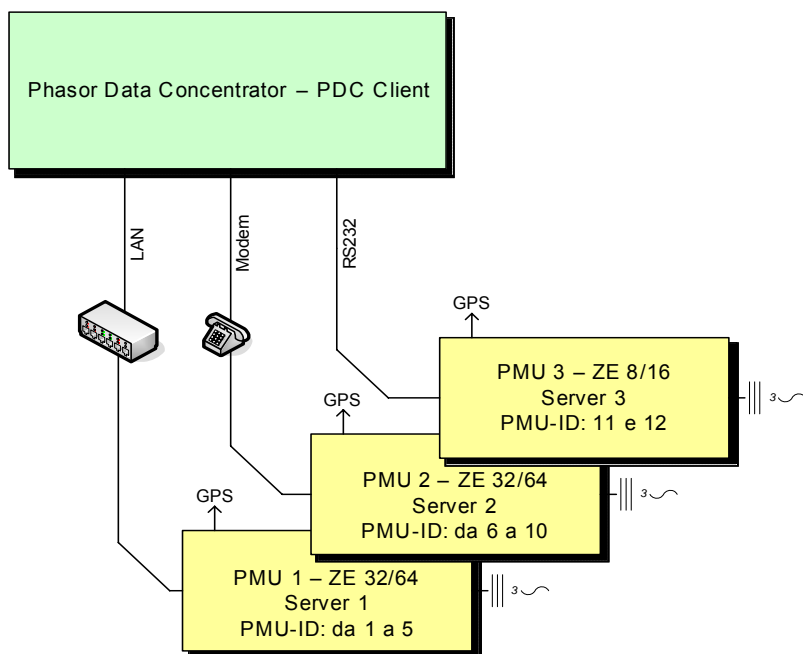 Phasor Data Concentrator – PDC Client
LAN
Modem
RS232
GPS
PMU 3 – ZE 8/16
Server 3
PMU-ID: 11 e 12
3
GPS
PMU 2 – ZE 32/64
Server 2
PMU-ID: da 6 a 10
3
GPS
PMU 1 – ZE 32/64
Server 1
PMU-ID: da 1 a 5
3